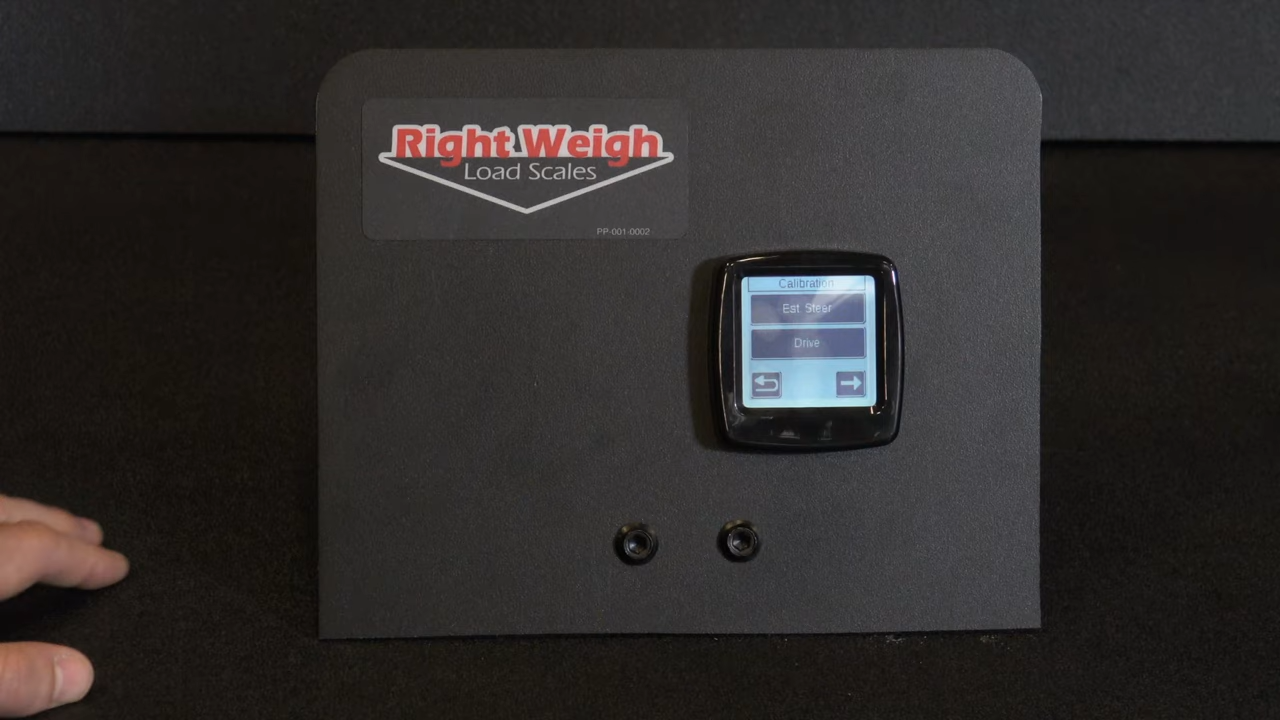 Right Weigh
Load Scales
PP-001-0002
Calibration
Est. Steer
Drive